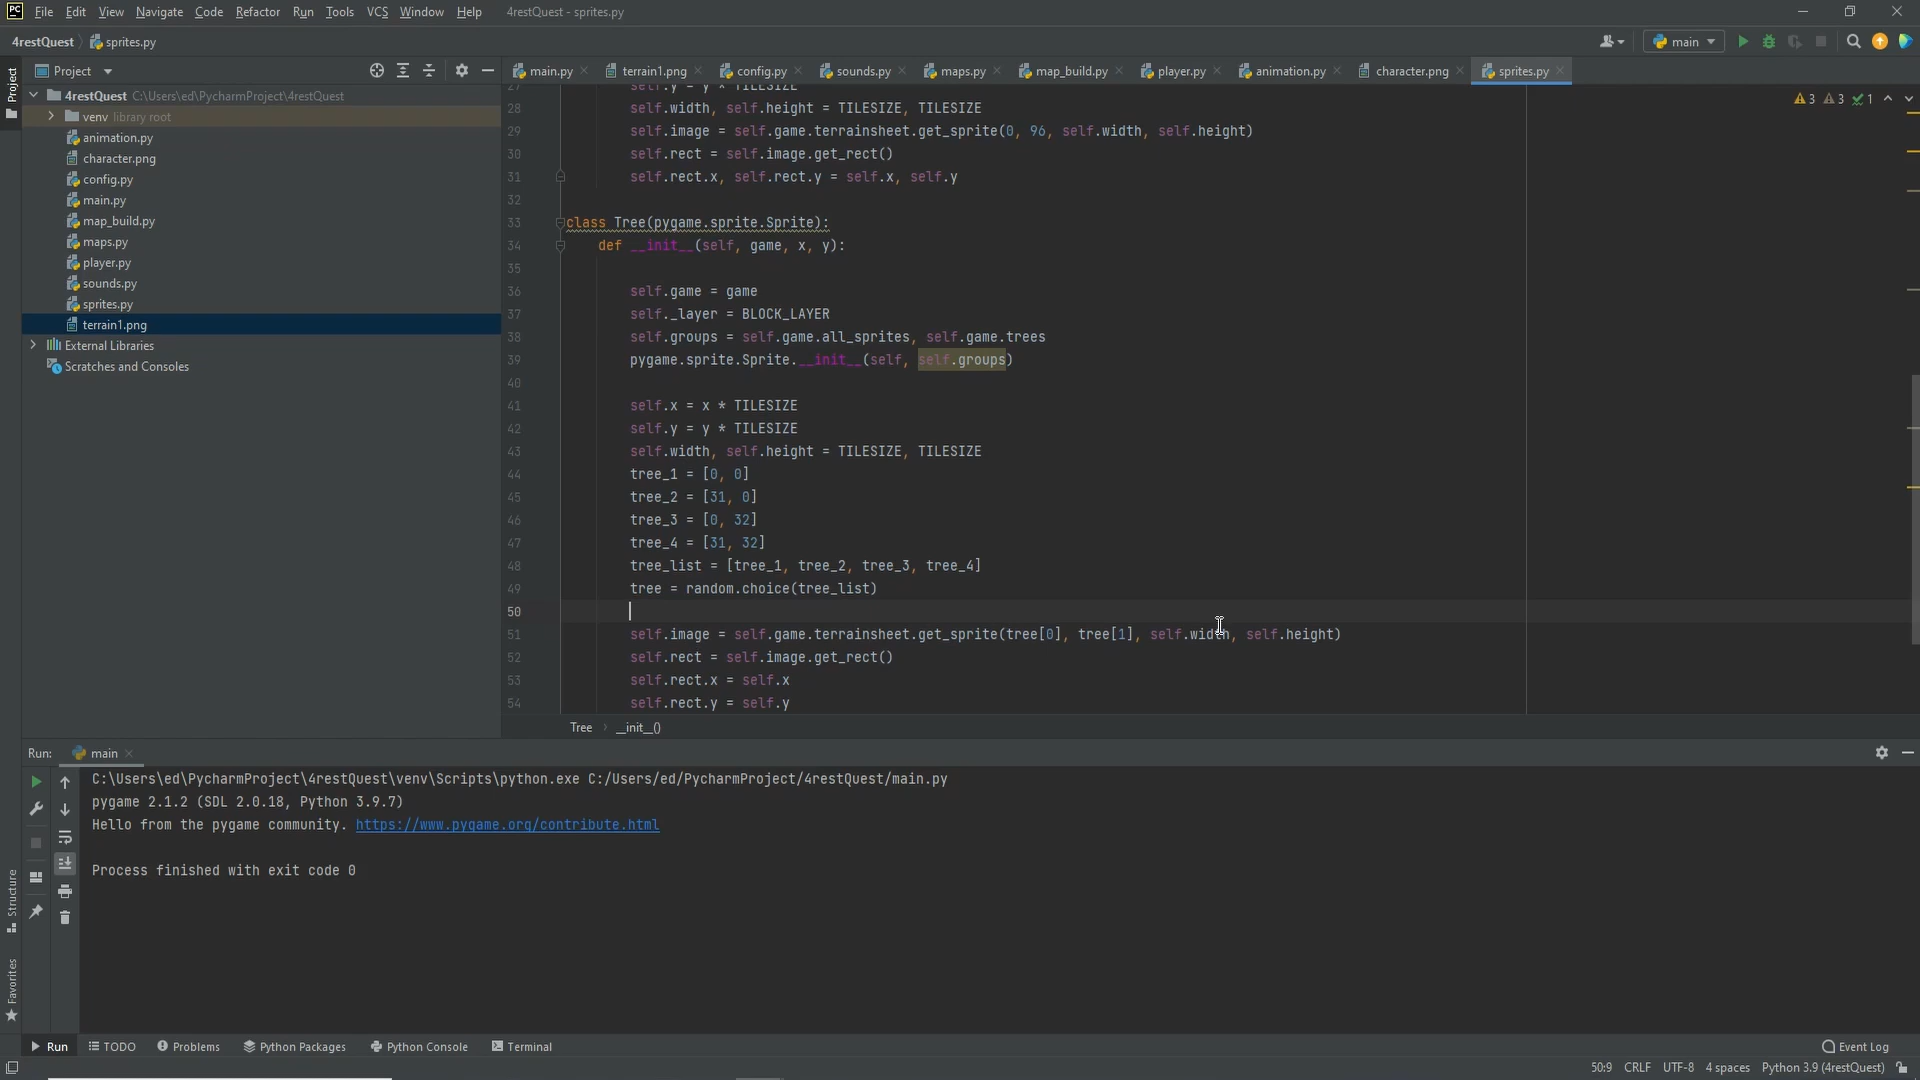 File Edit View Navigate Code Refactor Run Tools VCS Window Help 4restQuest - sprites.py
4restQuest sprites.py main
Project main.py terrain1.png config.py sounds.py maps.py map_build.py player.py animation.py character.png sprites.py
Project
4restQuest C:\Users\ed\PycharmProject\4restQuest
venv library root
animation.py
character.png
config.py
main.py
map_build.py
maps.py
player.py
sounds.py
sprites.py
terrain1.png
External Libraries
Scratches and Consoles
3 3 1
27 self.y = y * TILESIZE
28 self.width, self.height = TILESIZE, TILESIZE
29 self.image = self.game.terrainsheet.get_sprite(0, 96, self.width, self.height)
30 self.rect = self.image.get_rect()
31 self.rect.x, self.rect.y = self.x, self.y
32
33 class Tree(pygame.sprite.Sprite):
34 def __init__(self, game, x, y):
35
36 self.game = game
37 self._layer = BLOCK_LAYER
38 self.groups = self.game.all_sprites, self.game.trees
39 pygame.sprite.Sprite.__init__(self, self.groups)
40
41 self.x = x * TILESIZE
42 self.y = y * TILESIZE
43 self.width, self.height = TILESIZE, TILESIZE
44 tree_1 = [0, 0]
45 tree_2 = [31, 0]
46 tree_3 = [0, 32]
47 tree_4 = [31, 32]
48 tree_list = [tree_1, tree_2, tree_3, tree_4]
49 tree = random.choice(tree_list)
50
51 self.image = self.game.terrainsheet.get_sprite(tree[0], tree[1], self.width, self.height)
52 self.rect = self.image.get_rect()
53 self.rect.x = self.x
54 self.rect.y = self.y
Tree __init__()
Run: main
C:\Users\ed\PycharmProject\4restQuest\venv\Scripts\python.exe C:/Users/ed/PycharmProject/4restQuest/main.py
pygame 2.1.2 (SDL 2.0.18, Python 3.9.7)
Hello from the pygame community. https://www.pygame.org/contribute.html
Process finished with exit code 0
Structure
Favorites
Run TODO Problems Python Packages Python Console Terminal Event Log
50:9 CRLF UTF-8 4 spaces Python 3.9 (4restQuest)